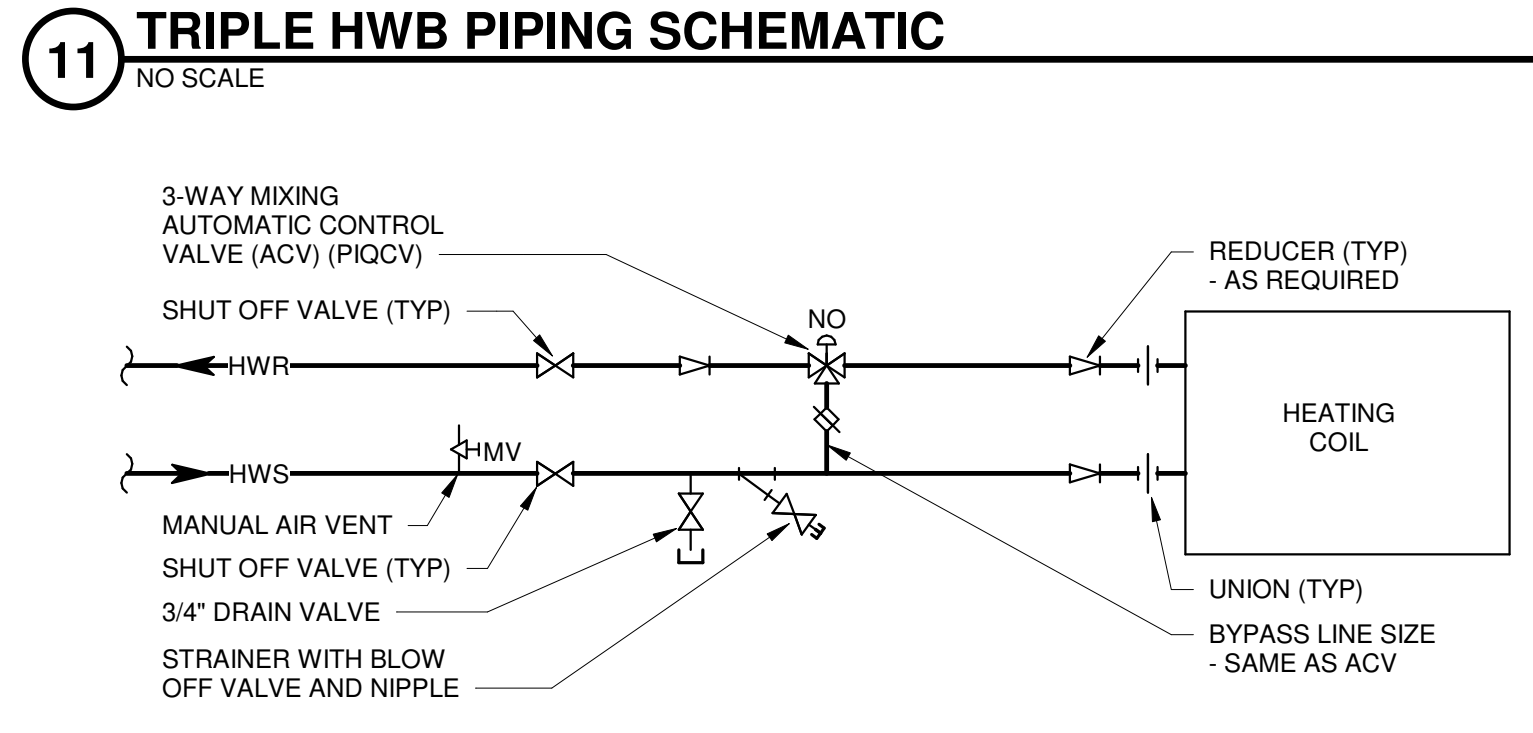 11
TRIPLE HWB PIPING SCHEMATIC
NO SCALE
3-WAY MIXING
AUTOMATIC CONTROL
VALVE (ACV) (PIQCV)
SHUT OFF VALVE (TYP)
NO
REDUCER (TYP)
- AS REQUIRED
HWR
HEATING
COIL
MV
HWS
MANUAL AIR VENT
SHUT OFF VALVE (TYP)
3/4" DRAIN VALVE
STRAINER WITH BLOW
OFF VALVE AND NIPPLE
UNION (TYP)
BYPASS LINE SIZE
- SAME AS ACV